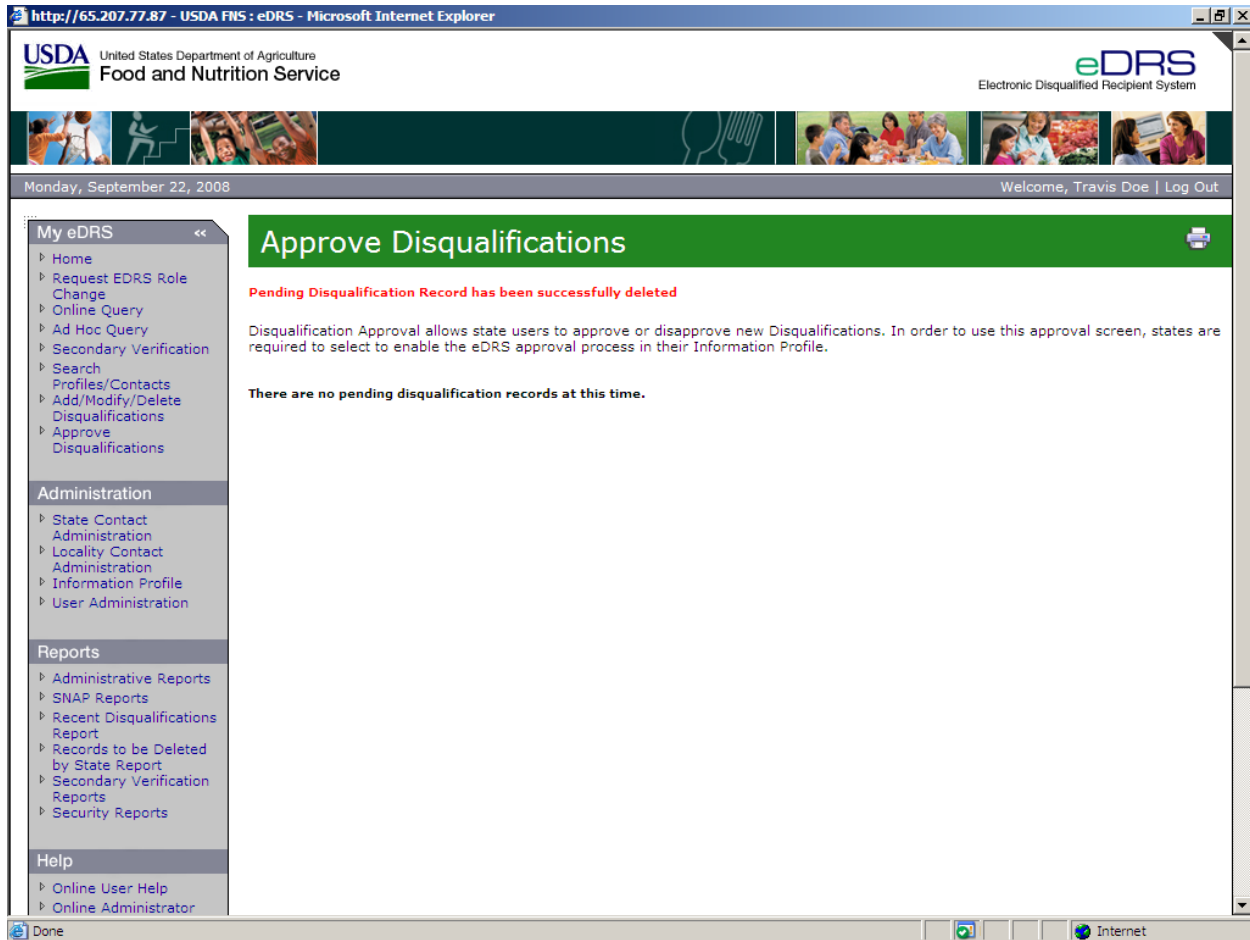 http://65.207.77.87 - USDA FNS : eDRS - Microsoft Internet Explorer
USDA
United States Department of Agriculture
Food and Nutrition Service
eDRS
Electronic Disqualified Recipient System
Monday, September 22, 2008
Welcome, Travis Doe | Log Out
My eDRS <<
Home
Request EDRS Role
Change
Online Query
Ad Hoc Query
Secondary Verification
Search
Profiles/Contacts
Add/Modify/Delete
Disqualifications
Approve
Disqualifications
Administration
State Contact
Administration
Locality Contact
Administration
Information Profile
User Administration
Reports
Administrative Reports
SNAP Reports
Recent Disqualifications
Report
Records to be Deleted
by State Report
Secondary Verification
Reports
Security Reports
Help
Online User Help
Online Administrator
Approve Disqualifications
Pending Disqualification Record has been successfully deleted
Disqualification Approval allows state users to approve or disapprove new Disqualifications. In order to use this approval screen, states are
required to select to enable the eDRS approval process in their Information Profile.
There are no pending disqualification records at this time.
Done
Internet